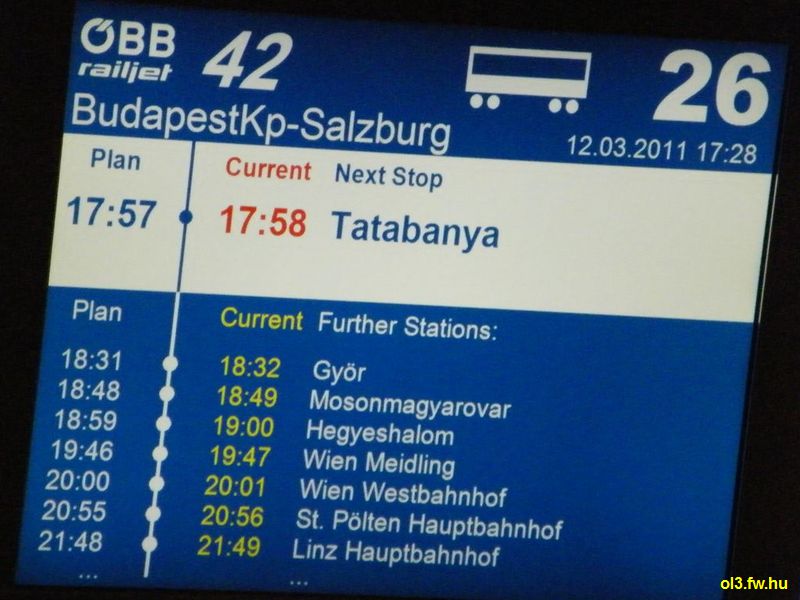 ÖBB railjet 42 26
BudapestKp-Salzburg 12.03.2011 17:28
Plan Current Next Stop
17:57 17:58 Tatabanya
Plan Current Further Stations:
18:31 18:32 Györ
18:48 18:49 Mosonmagyarovar
18:59 19:00 Hegyeshalom
19:46 19:47 Wien Meidling
20:00 20:01 Wien Westbahnhof
20:55 20:56 St. Pölten Hauptbahnhof
21:48 21:49 Linz Hauptbahnhof
... ...
ol3.fw.hu